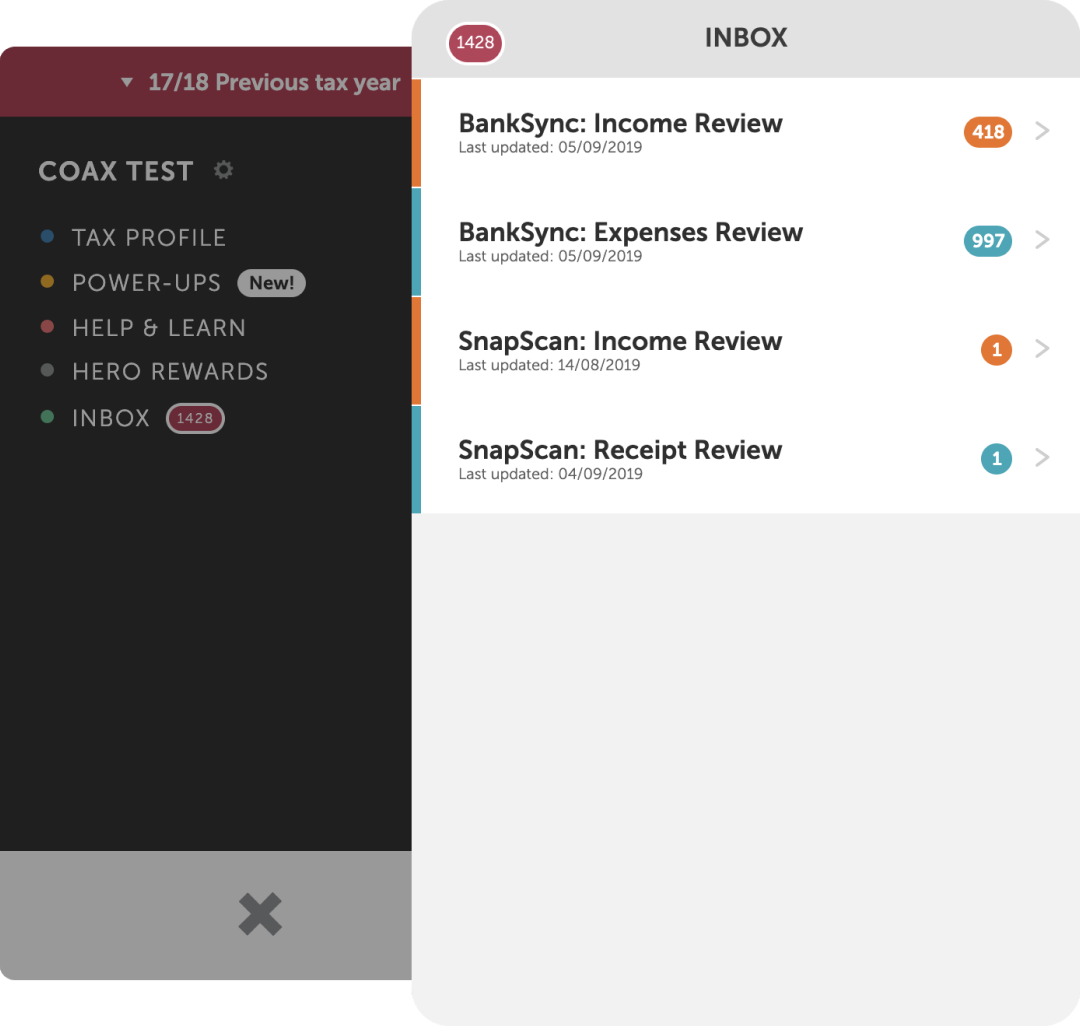 17/18 Previous tax year
COAX TEST
TAX PROFILE
POWER-UPS New!
HELP & LEARN
HERO REWARDS
INBOX 1428
1428 INBOX
BankSync: Income Review
Last updated: 05/09/2019
418
BankSync: Expenses Review
Last updated: 05/09/2019
997
SnapScan: Income Review
Last updated: 14/08/2019
1
SnapScan: Receipt Review
Last updated: 04/09/2019
1